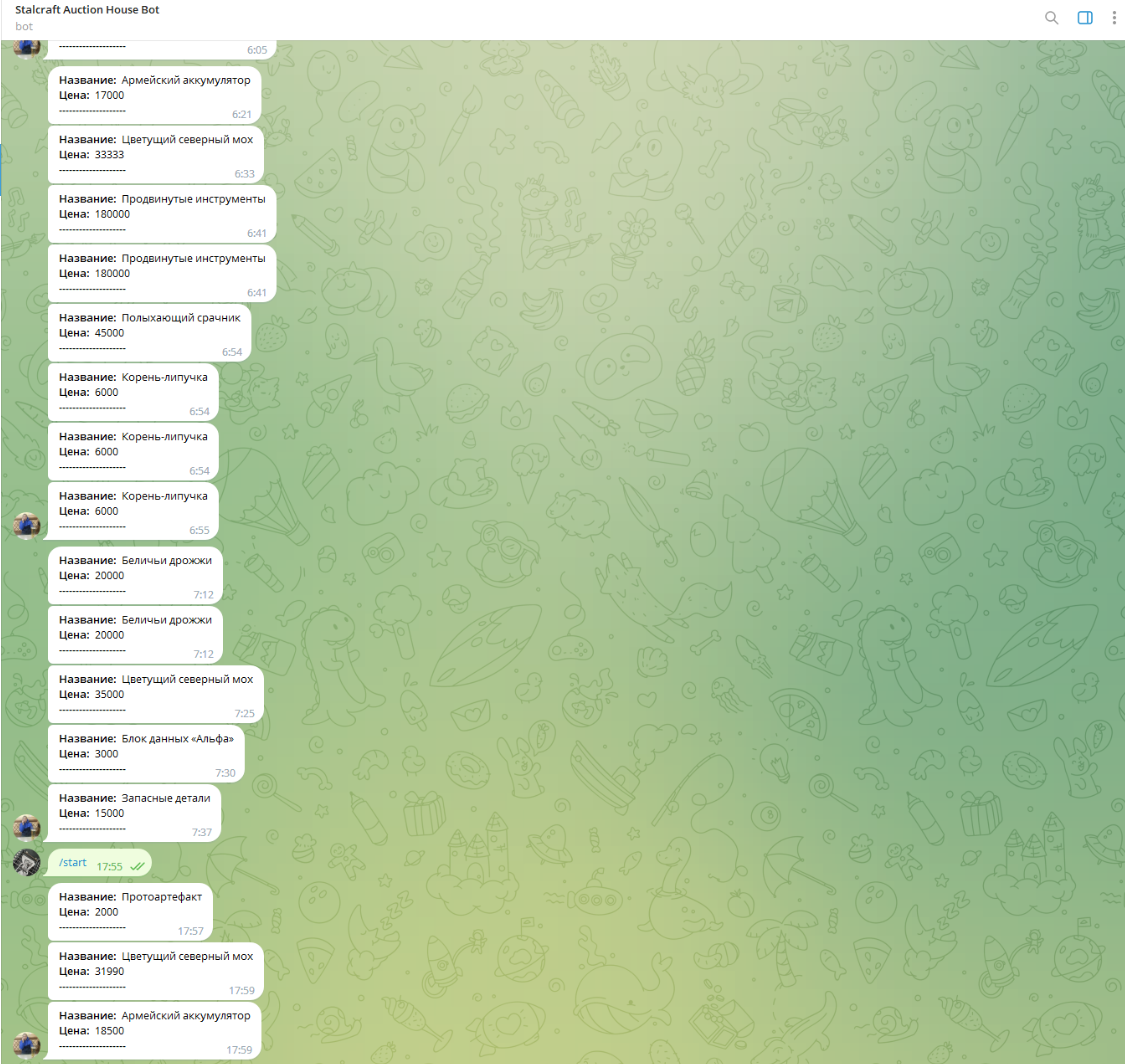 Stalcraft Auction House Bot
bot
--------------------
6:05
Название: Армейский аккумулятор
Цена: 17000
--------------------
6:21
Название: Цветущий северный мох
Цена: 33333
--------------------
6:33
Название: Продвинутые инструменты
Цена: 180000
--------------------
6:41
Название: Продвинутые инструменты
Цена: 180000
--------------------
6:41
Название: Полыхающий срачник
Цена: 45000
--------------------
6:54
Название: Корень-липучка
Цена: 6000
--------------------
6:54
Название: Корень-липучка
Цена: 6000
--------------------
6:54
Название: Корень-липучка
Цена: 6000
--------------------
6:55
Название: Беличьи дрожжи
Цена: 20000
--------------------
7:12
Название: Беличьи дрожжи
Цена: 20000
--------------------
7:12
Название: Цветущий северный мох
Цена: 35000
--------------------
7:25
Название: Блок данных «Альфа»
Цена: 3000
--------------------
7:30
Название: Запасные детали
Цена: 15000
--------------------
7:37
/start 17:55
Название: Протоартефакт
Цена: 2000
--------------------
17:57
Название: Цветущий северный мох
Цена: 31990
--------------------
17:59
Название: Армейский аккумулятор
Цена: 18500
--------------------
17:59